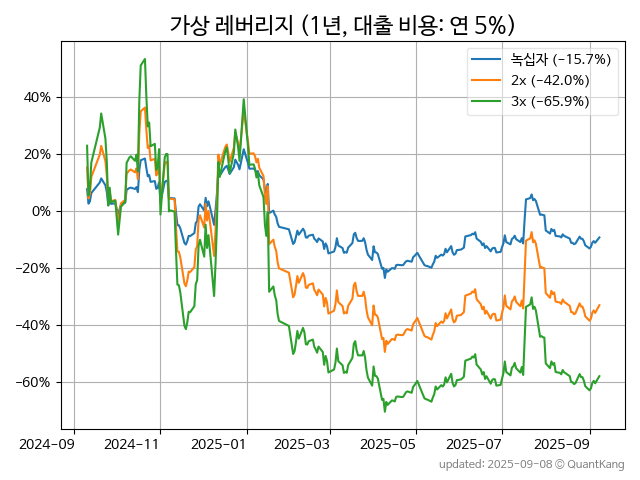 가상 레버리지 (1년, 대출 비용: 연 5%)
녹십자 (-15.7%)
2x (-42.0%)
3x (-65.9%)
40%
20%
0%
-20%
-40%
-60%
2024-09 2024-11 2025-01 2025-03 2025-05 2025-07 2025-09
updated: 2025-09-08 © QuantKang